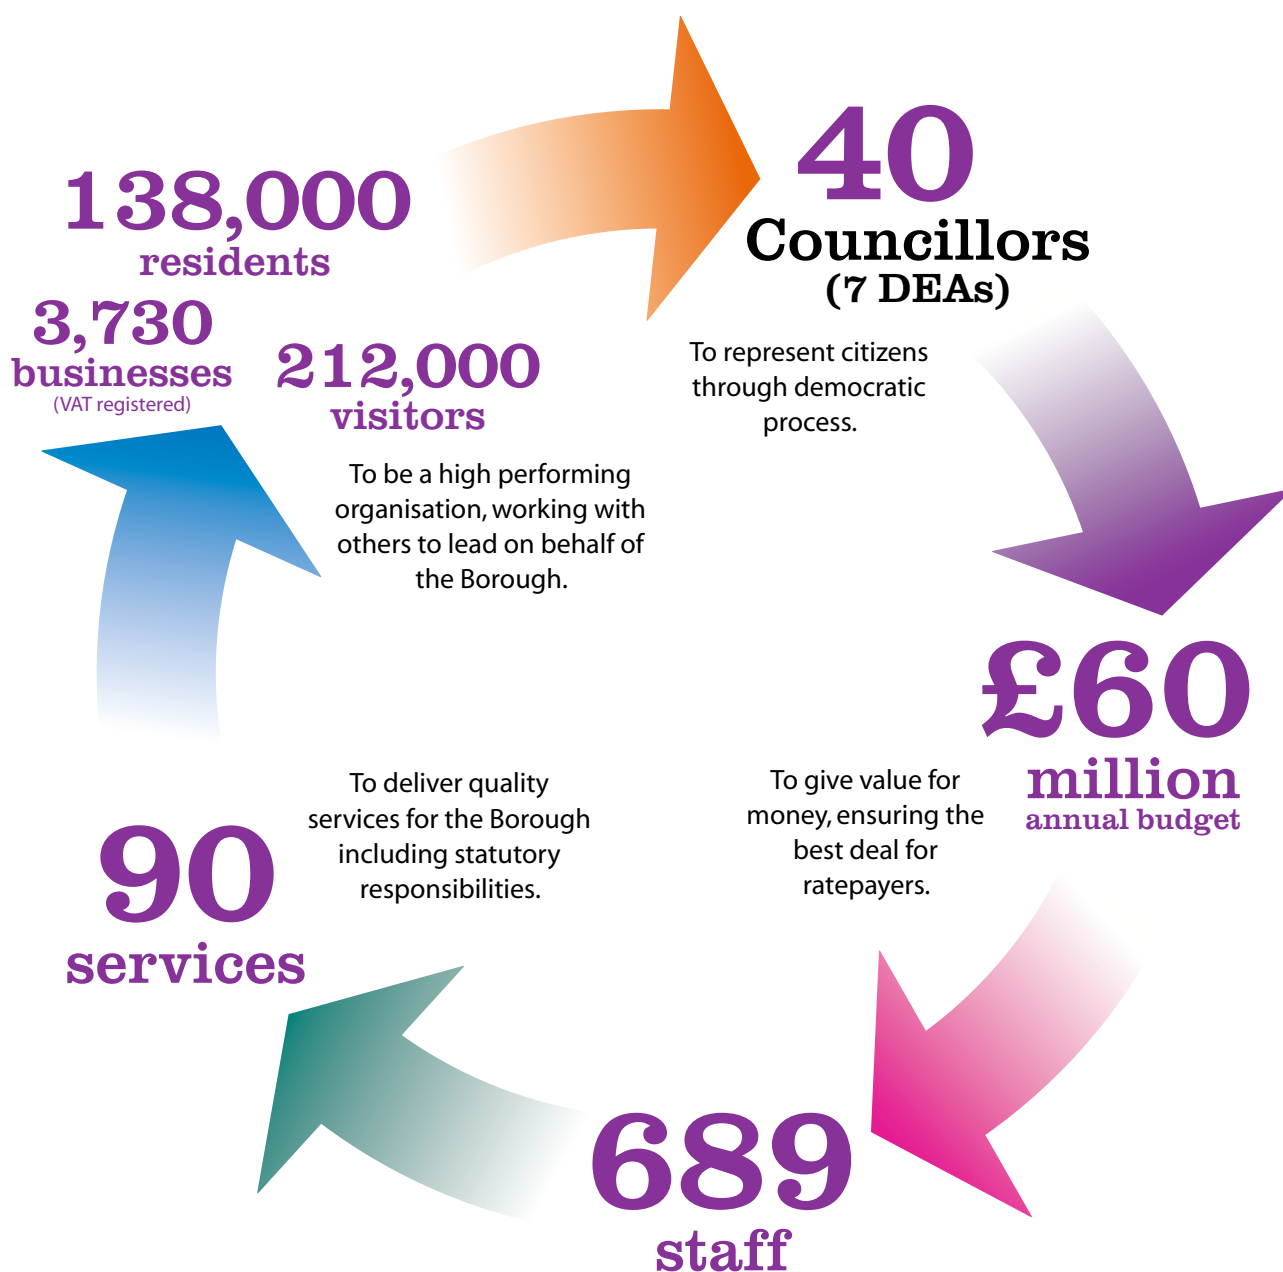 138,000
residents
3,730
businesses
(VAT registered)
212,000
visitors
To be a high performing
organisation, working with
others to lead on behalf of
the Borough.
40
Councillors
(7 DEAs)
To represent citizens
through democratic
process.
£60
million
annual budget
To give value for
money, ensuring the
best deal for
ratepayers.
689
staff
90
services
To deliver quality
services for the Borough
including statutory
responsibilities.